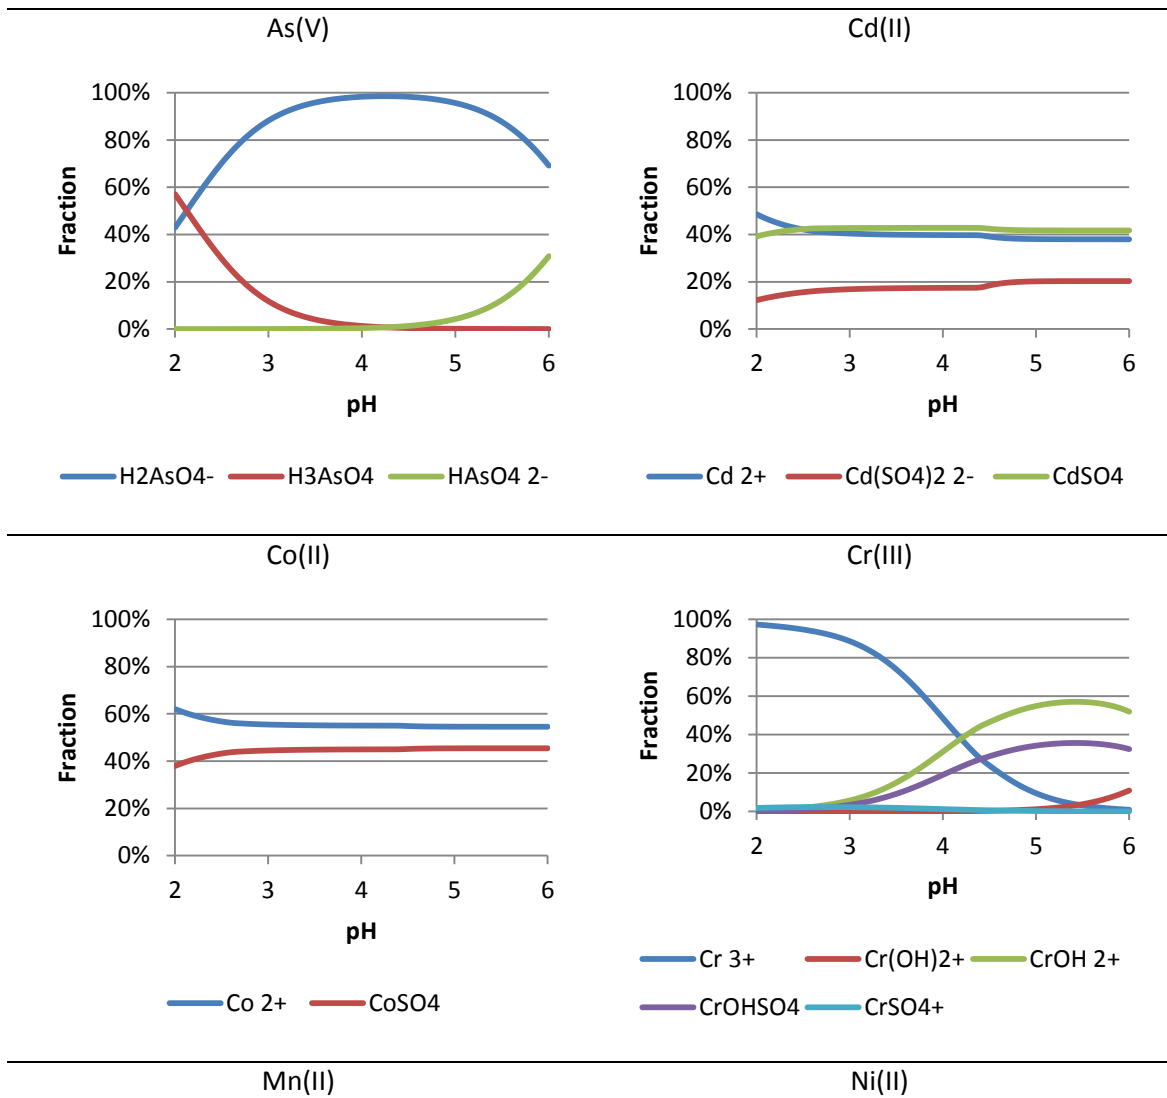 As(V)
Cd(II)
100%
80%
60%
40%
20%
0%
Fraction
2 3 4 5 6
pH
H2AsO4- H3AsO4 HAsO4 2-
100%
80%
60%
40%
20%
0%
Fraction
2 3 4 5 6
pH
Cd 2+ Cd(SO4)2 2- CdSO4
Co(II)
Cr(III)
100%
80%
60%
40%
20%
0%
Fraction
2 3 4 5 6
pH
Co 2+ CoSO4
100%
80%
60%
40%
20%
0%
Fraction
2 3 4 5 6
pH
Cr 3+ Cr(OH)2+ CrOH 2+
CrOHSO4 CrSO4+
Mn(II)
Ni(II)